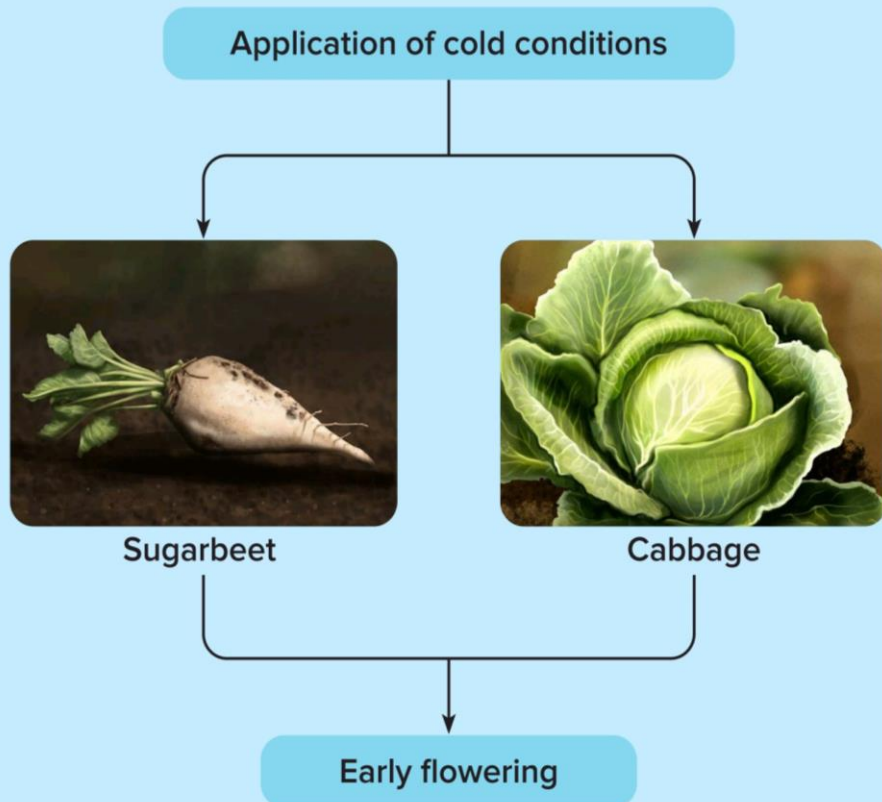 Application of cold conditions
Sugarbeet
Cabbage
Early flowering